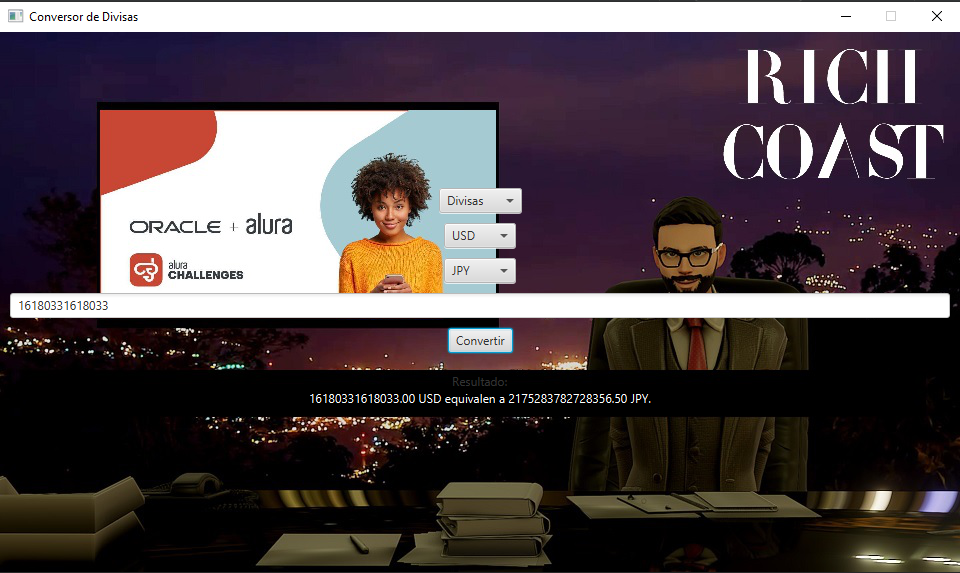 Conversor de Divisas
RICH
COAST
ORACLE + alura
alura
CHALLENGES
Divisas
USD
JPY
16180331618033
Convertir
Resultado:
16180331618033.00 USD equivalen a 2175283782728356.50 JPY.